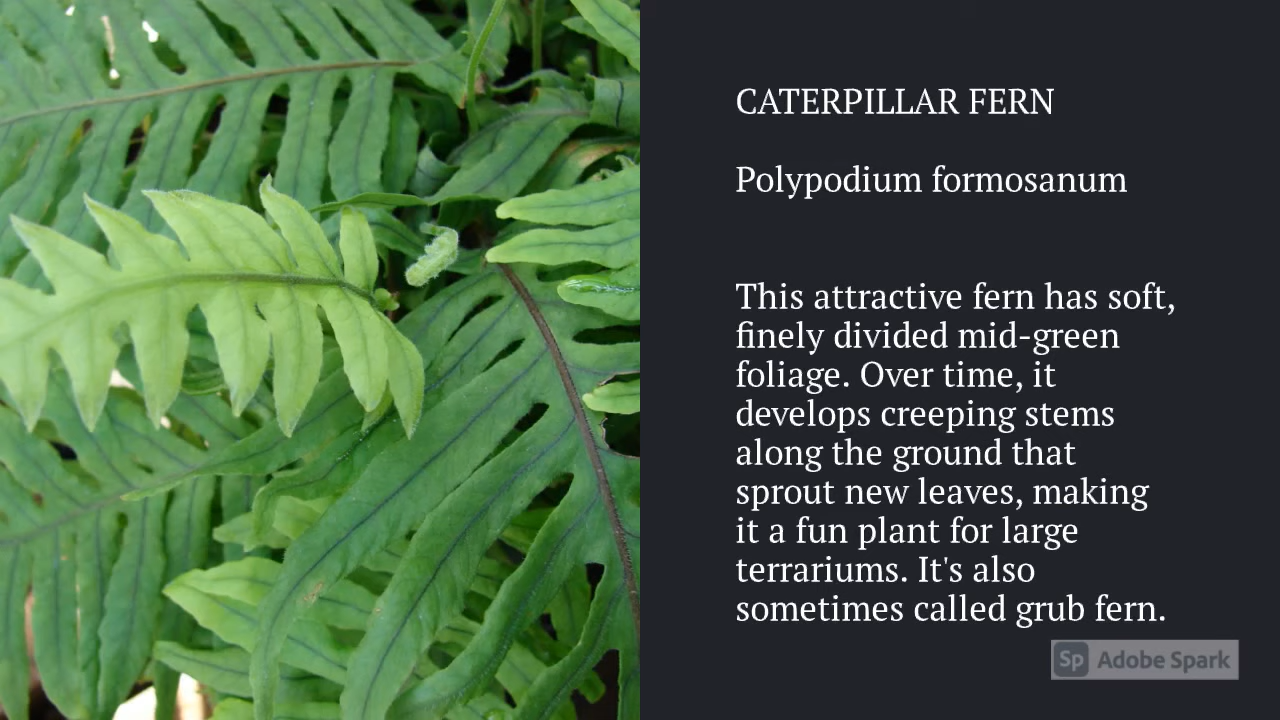 CATERPILLAR FERN
Polypodium formosanum
This attractive fern has soft,
finely divided mid-green
foliage. Over time, it
develops creeping stems
along the ground that
sprout new leaves, making
it a fun plant for large
terrariums. It's also
sometimes called grub fern.
Sp Adobe Spark